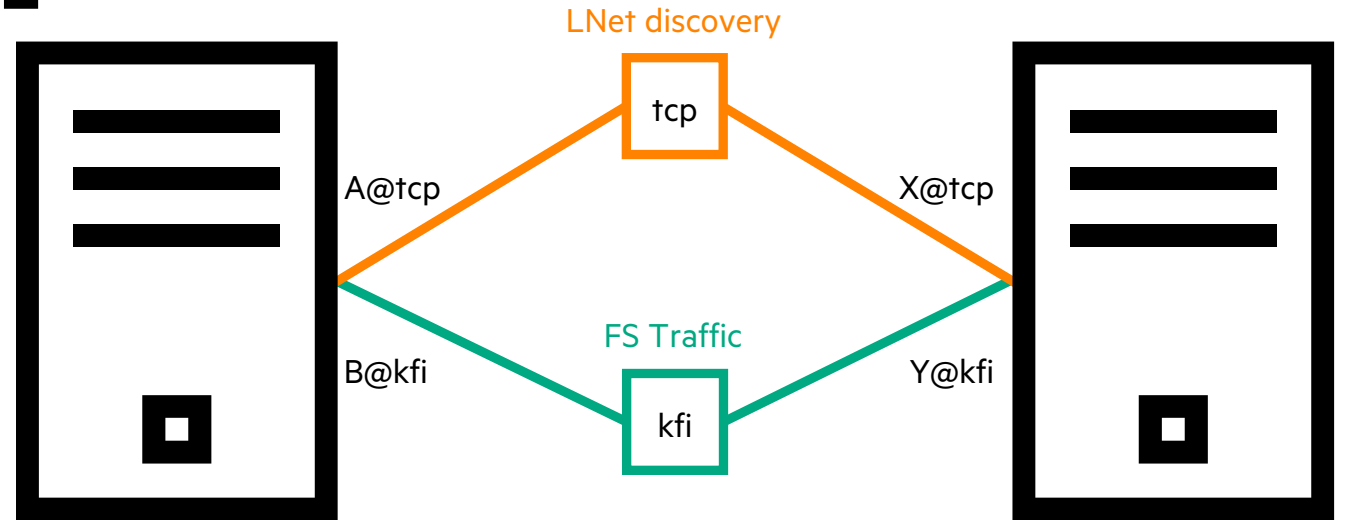 LNet discovery
tcp
A@tcp
X@tcp
FS Traffic
B@kfi
Y@kfi
kfi